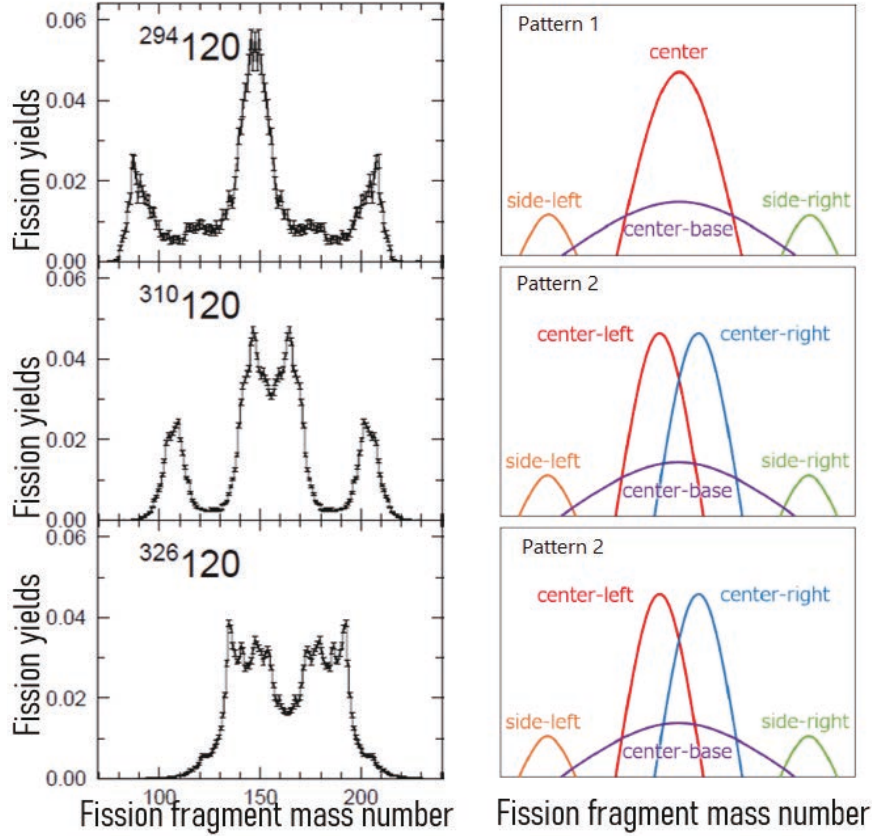 Fission yields
0.06
0.04
0.02
0.00
294120
Pattern 1
center
side-left
center-base
side-right
Fission yields
0.06
0.04
0.02
0.00
310120
Pattern 2
center-left
center-right
side-left
center-base
side-right
Fission yields
0.06
0.04
0.02
0.00
326120
100
150
200
Fission fragment mass number
Pattern 2
center-left
center-right
side-left
center-base
side-right
Fission fragment mass number